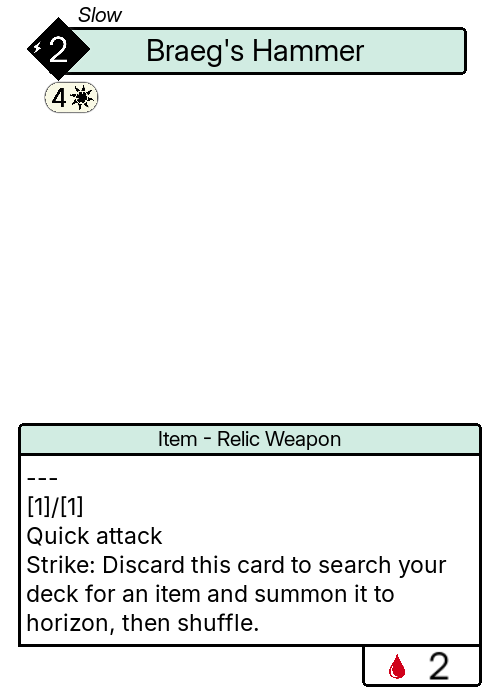 Slow
2
Braeg's Hammer
4
Item - Relic Weapon
---
[1]/[1]
Quick attack
Strike: Discard this card to search your
deck for an item and summon it to
horizon, then shuffle.
2